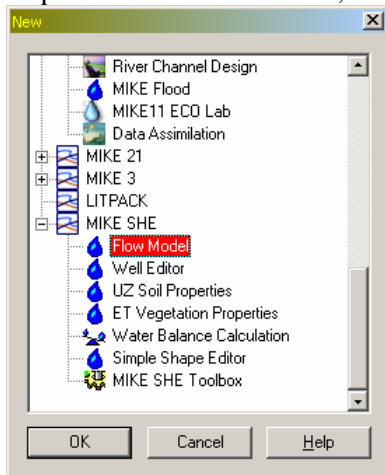 New
River Channel Design
MIKE Flood
MIKE11 ECO Lab
Data Assimilation
MIKE 21
MIKE 3
LITPACK
MIKE SHE
Flow Model
Well Editor
UZ Soil Properties
ET Vegetation Properties
Water Balance Calculation
Simple Shape Editor
MIKE SHE Toolbox
OK Cancel Help